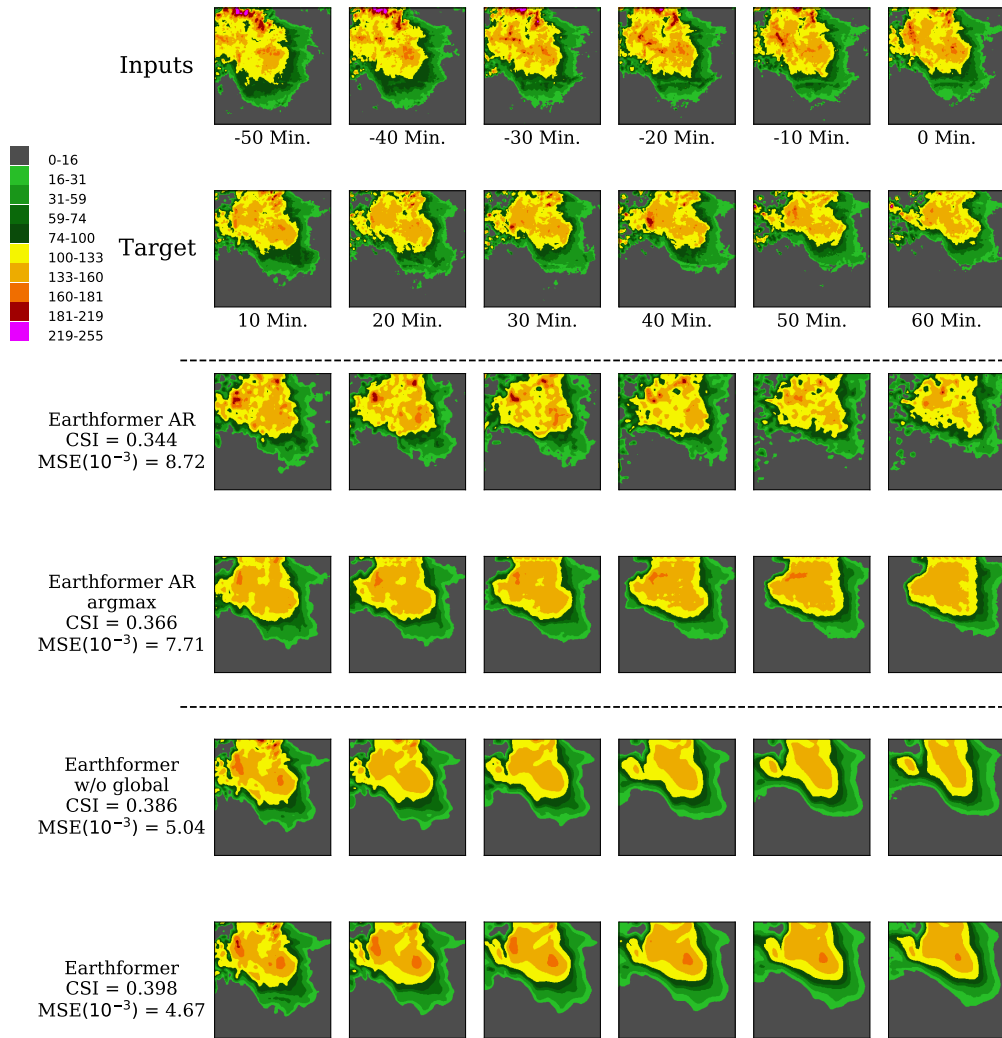 Inputs
-50 Min. -40 Min. -30 Min. -20 Min. -10 Min. 0 Min.
0-16
16-31
31-59
59-74
74-100
100-133
133-160
160-181
181-219
219-255
Target
10 Min. 20 Min. 30 Min. 40 Min. 50 Min. 60 Min.
Earthformer AR
CSI = 0.344
MSE(10⁻³) = 8.72
Earthformer AR
argmax
CSI = 0.366
MSE(10⁻³) = 7.71
Earthformer
w/o global
CSI = 0.386
MSE(10⁻³) = 5.04
Earthformer
CSI = 0.398
MSE(10⁻³) = 4.67